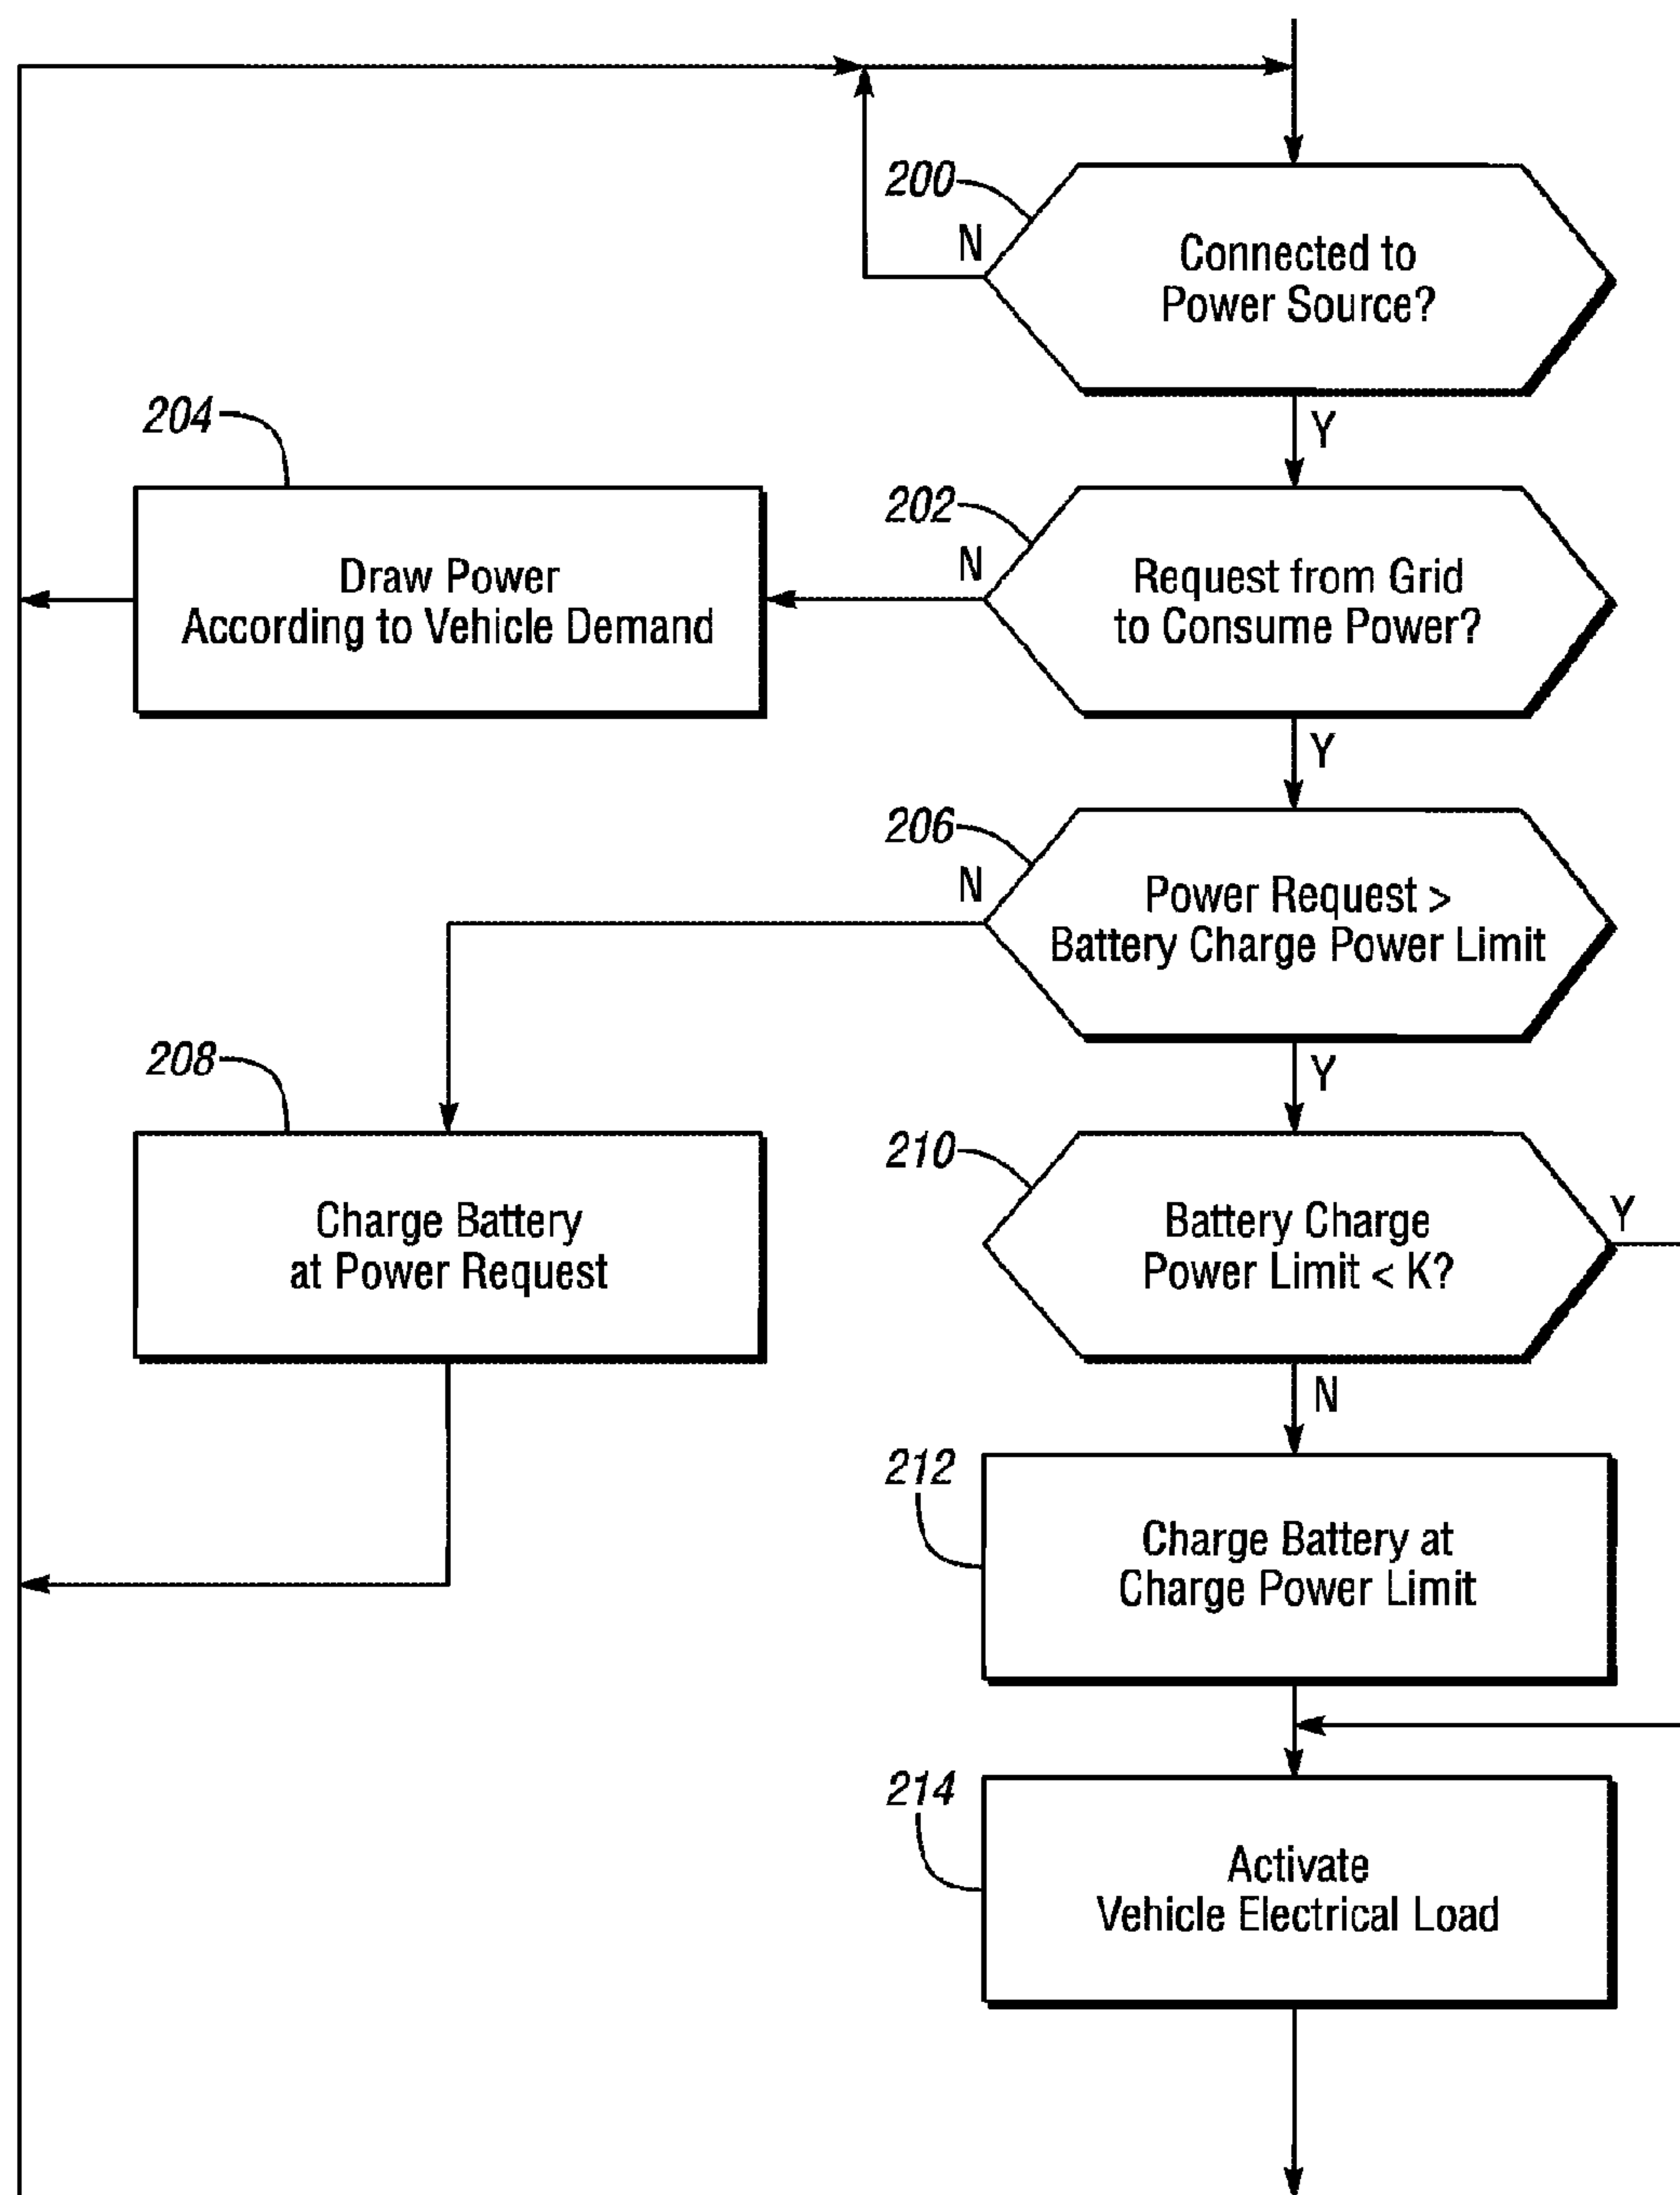 200
N
Connected to
Power Source?
Y
204
Draw Power
According to Vehicle Demand
202
N
Request from Grid
to Consume Power?
Y
206
N
Power Request >
Battery Charge Power Limit
Y
208
Charge Battery
at Power Request
210
Battery Charge
Power Limit < K?
Y
N
212
Charge Battery at
Charge Power Limit
214
Activate
Vehicle Electrical Load